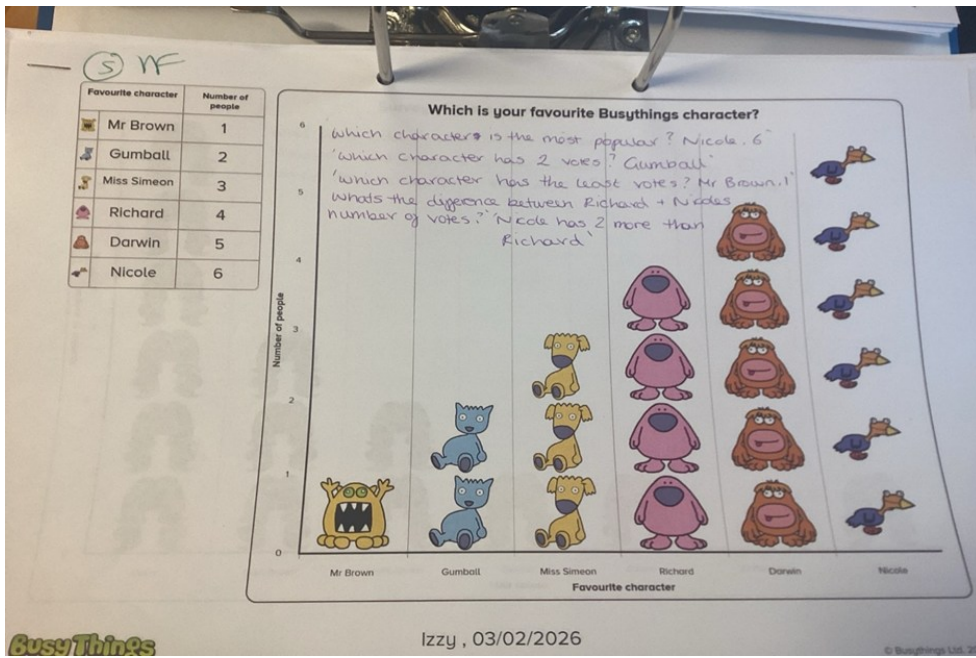 ⑤ WF
Favourite character Number of people
Mr Brown 1
Gumball 2
Miss Simeon 3
Richard 4
Darwin 5
Nicole 6
Which is your favourite Busythings character?
Which characters is the most popular? Nicole. 6"
'Which character has 2 votes? Gumball'
'Which character has the least votes? Mr Brown. 1'
Whats the difference between Richard + Nicoles
number of votes?' 'Nicole has 2 more than
Richard'
Number of people
6
5
4
3
2
1
0
Mr Brown Gumball Miss Simeon Richard Darwin Nicole
Favourite character
Izzy , 03/02/2026
Busy Things
© Busythings Ltd. 20